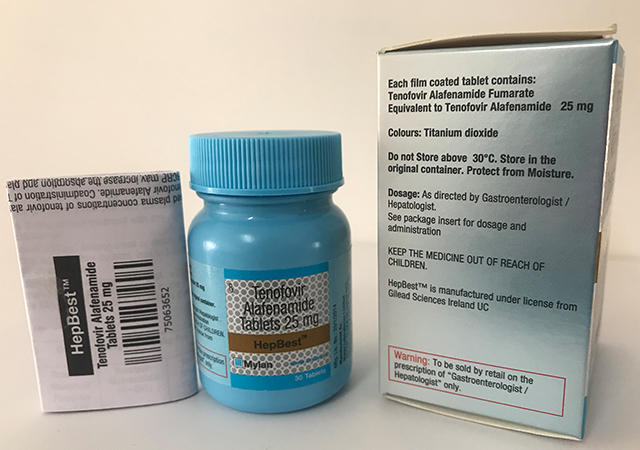 HepBest™
Tenofovir Alafenamide
Tablets 25 mg
75063652
Tenofovir
Alafenamide
Tablets 25 mg
HepBest™
Mylan
30 Tablets
Each film coated tablet contains:
Tenofovir Alafenamide Fumarate
Equivalent to Tenofovir Alafenamide 25 mg
Colours: Titanium dioxide
Do not Store above 30°C. Store in the
original container. Protect from Moisture.
Dosage: As directed by Gastroenterologist /
Hepatologist.
See package insert for dosage and
administration
KEEP THE MEDICINE OUT OF REACH OF
CHILDREN.
HepBest™ is manufactured under license from
Gilead Sciences Ireland UC
Warning: To be sold by retail on the
prescription of "Gastroenterologist /
Hepatologist" only.